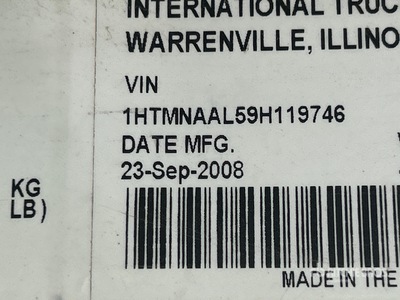 INTERNATIONAL TRUC
WARRENVILLE, ILLINO
VIN
1HTMNAAL59H119746
DATE MFG.
23-Sep-2008
KG
LB)
MADE IN THE